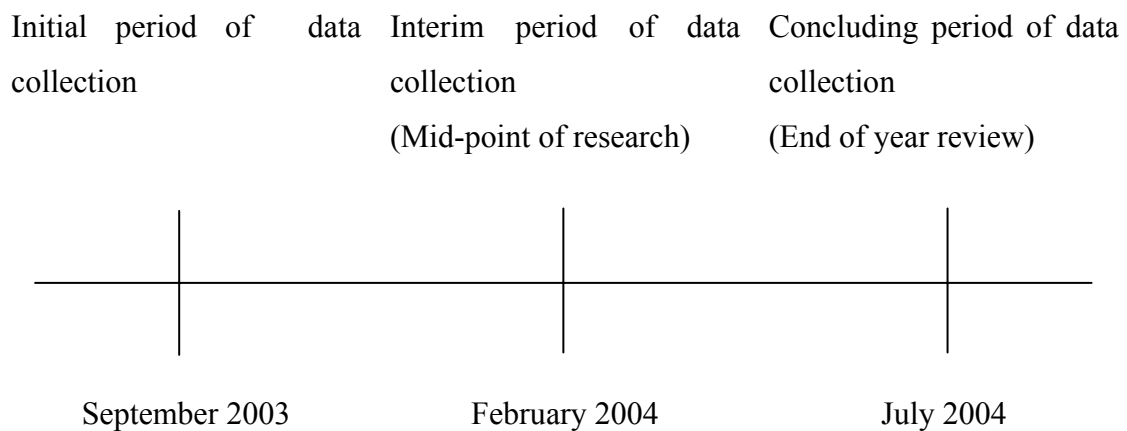 Initial period of data
collection
Interim period of data
collection
(Mid-point of research)
Concluding period of data
collection
(End of year review)
September 2003
February 2004
July 2004